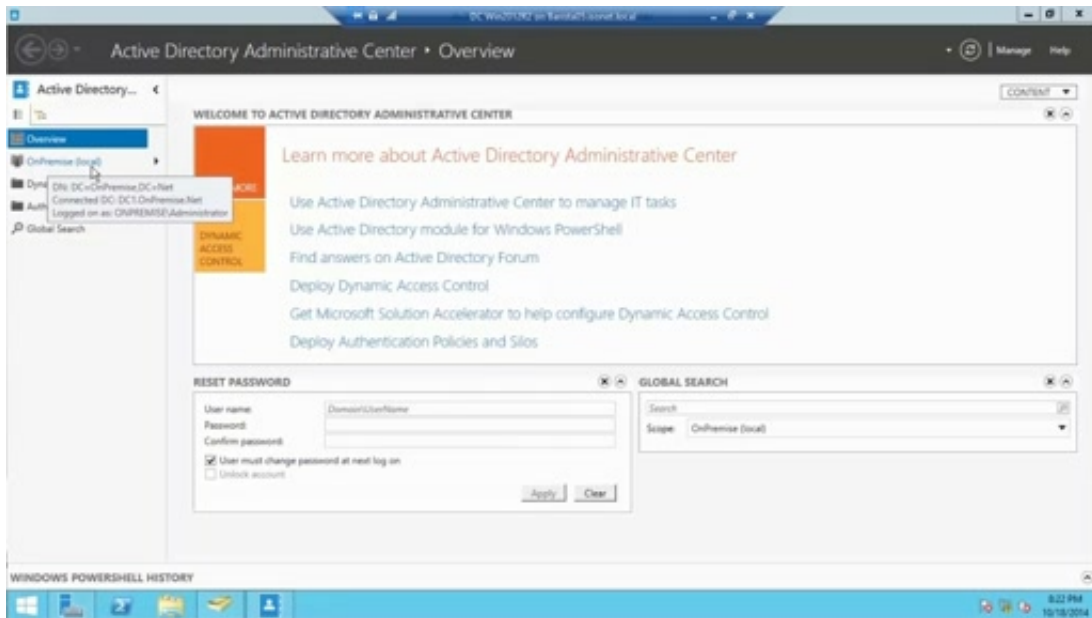 DC Win2012R2 on Barista05.isonet.local
Active Directory Administrative Center • Overview
Manage
Help
Active Directory...
CONTENT
WELCOME TO ACTIVE DIRECTORY ADMINISTRATIVE CENTER
Overview
OnPremise (local)
Dyna
DN: DC=OnPremise,DC=Net
Connected DC: DC1.OnPremise.Net
Logged on as: ONPREMISE\Administrator
Auth
Global Search
MORE
DYNAMIC
ACCESS
CONTROL
Learn more about Active Directory Administrative Center
Use Active Directory Administrative Center to manage IT tasks
Use Active Directory module for Windows PowerShell
Find answers on Active Directory Forum
Deploy Dynamic Access Control
Get Microsoft Solution Accelerator to help configure Dynamic Access Control
Deploy Authentication Policies and Silos
RESET PASSWORD
User name:
Domain\UserName
Password:
Confirm password:
User must change password at next log on
Unlock account
Apply
Clear
GLOBAL SEARCH
Search
Scope:
OnPremise (local)
WINDOWS POWERSHELL HISTORY
8:22 PM
10/18/2014